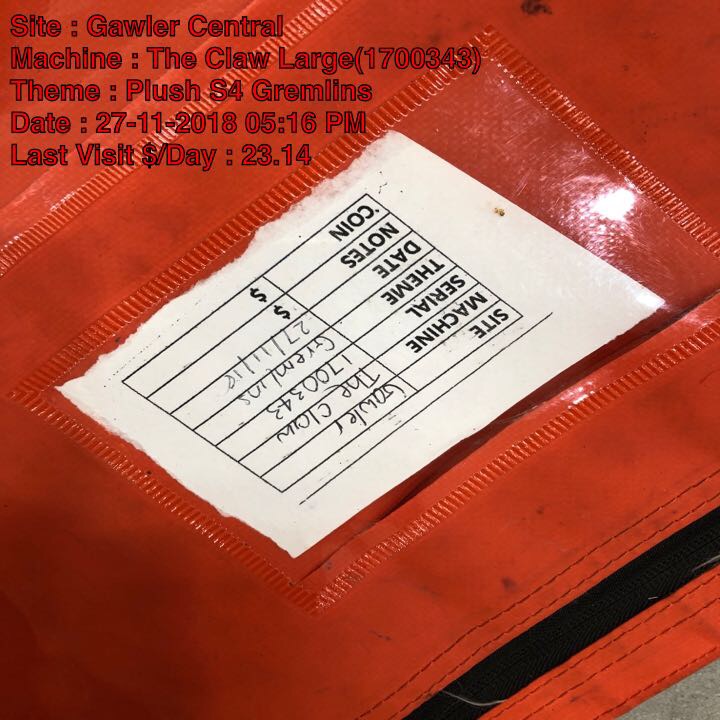 Site : Gawler Central
Machine : The Claw Large(1700343)
Theme : Plush S4 Gremlins
Date : 27-11-2018 05:16 PM
Last Visit $/Day : 23.14
SITE Gawler
MACHINE The Claw
SERIAL 1700343
THEME Gremlins
DATE 27/11/18
NOTES $
COIN $